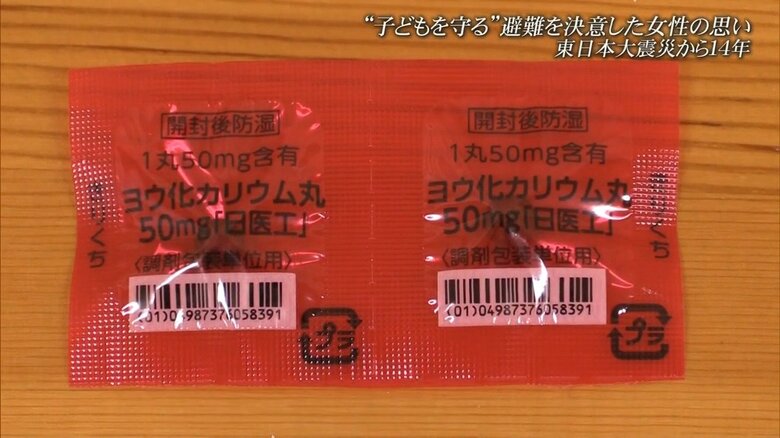 “子どもを守る”避難を決意した女性の思い
東日本大震災から14年
開封後防湿
1丸50mg含有
ヨウ化カリウム丸
50mg「日医工」
〈調剤包装単位用〉
(01)04987376058391
プラ
開封後防湿
1丸50mg含有
ヨウ化カリウム丸
50mg「日医工」
〈調剤包装単位用〉
(01)04987376058391
プラ